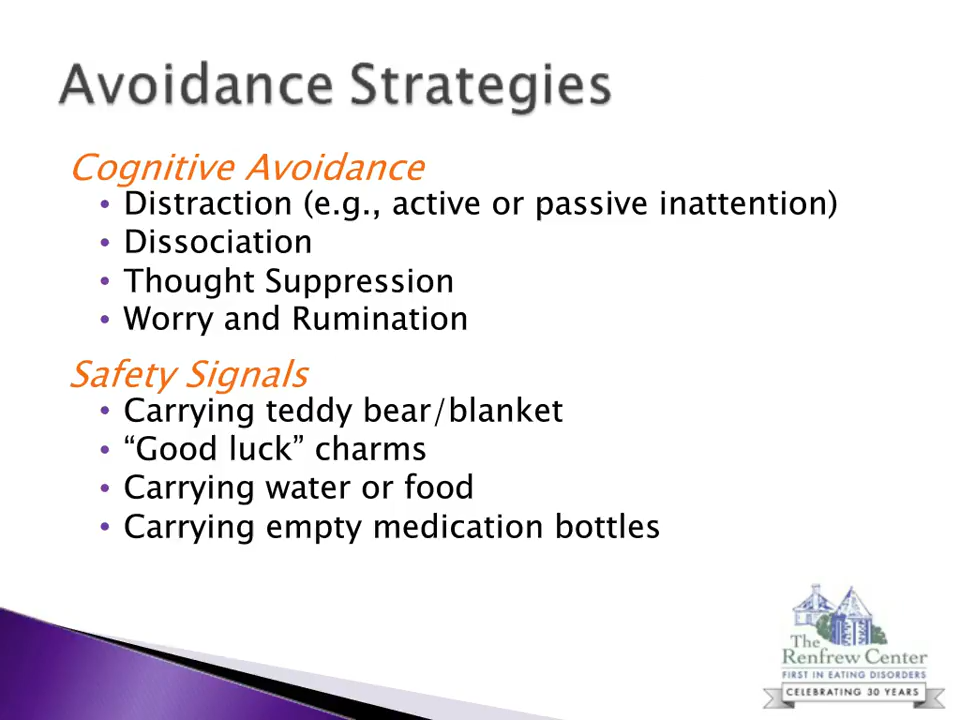 Avoidance Strategies
Cognitive Avoidance
• Distraction (e.g., active or passive inattention)
• Dissociation
• Thought Suppression
• Worry and Rumination
Safety Signals
• Carrying teddy bear/blanket
• “Good luck” charms
• Carrying water or food
• Carrying empty medication bottles
The
Renfrew Center
FIRST IN EATING DISORDERS
CELEBRATING 30 YEARS